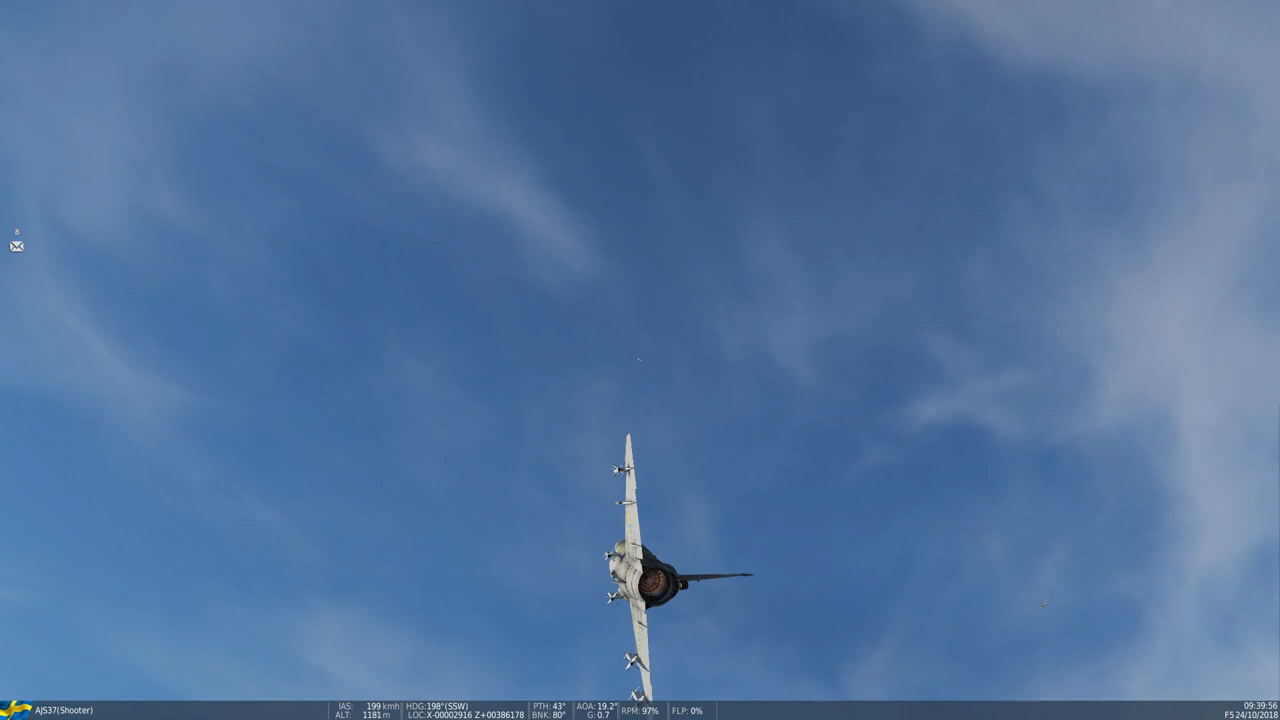 8
AJS37(Shooter)
IAS: 199 kmh
ALT: 1181 m
HDG:198°(SSW)
LOC:X-00002916 Z+00386178
PTH: 43°
BNK: 80°
AOA: 19.2°
G: 0.7
RPM: 97%
FLP: 0%
09:39:56
F5 24/10/2018